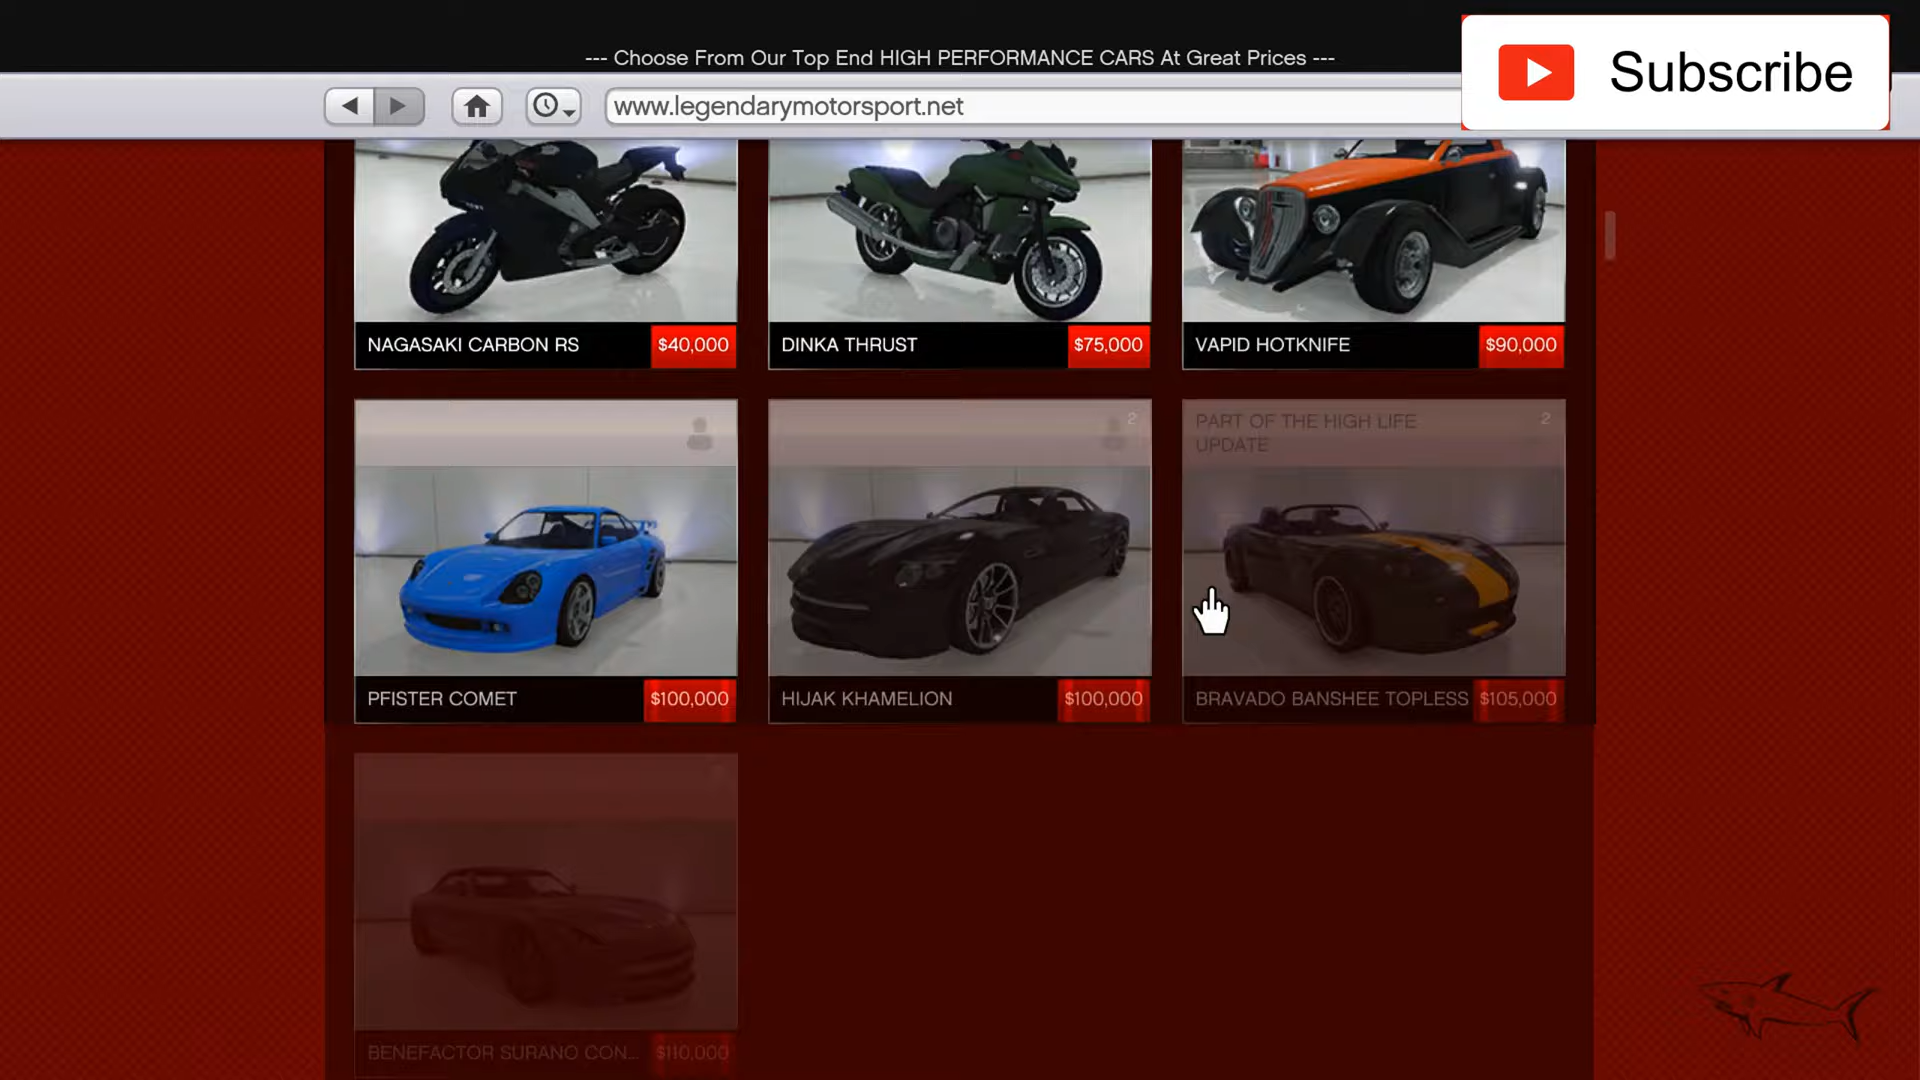 --- Choose From Our Top End HIGH PERFORMANCE CARS At Great Prices ---
Subscribe
www.legendarymotorsport.net
NAGASAKI CARBON RS $40,000
DINKA THRUST $75,000
VAPID HOTKNIFE $90,000
2
PART OF THE HIGH LIFE
UPDATE
2
PFISTER COMET $100,000
HIJAK KHAMELION $100,000
BRAVADO BANSHEE TOPLESS $105,000
BENEFACTOR SURANO CON... $110,000